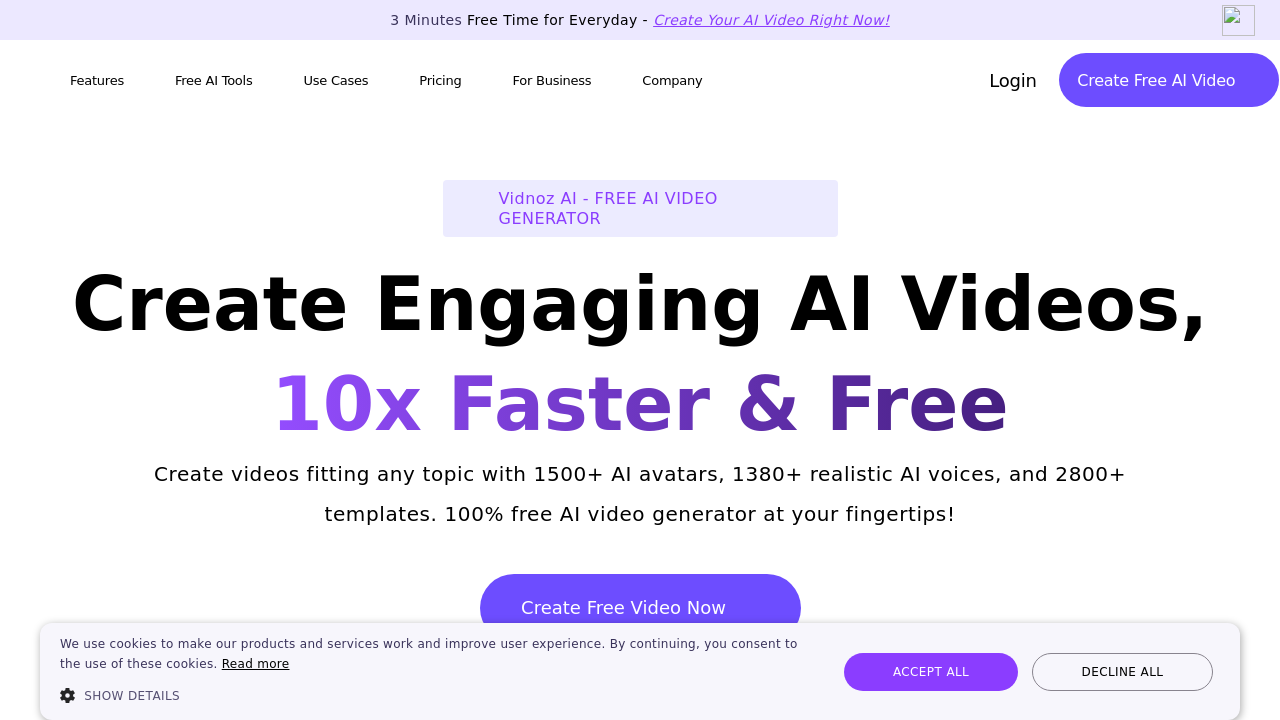 3 Minutes Free Time for Everyday - Create Your AI Video Right Now!
Features Free AI Tools Use Cases Pricing For Business Company Login Create Free AI Video
Vidnoz AI - FREE AI VIDEO
GENERATOR
Create Engaging AI Videos,
10x Faster & Free
Create videos fitting any topic with 1500+ AI avatars, 1380+ realistic AI voices, and 2800+
templates. 100% free AI video generator at your fingertips!
Create Free Video Now
We use cookies to make our products and services work and improve user experience. By continuing, you consent to
the use of these cookies. Read more
SHOW DETAILS
ACCEPT ALL
DECLINE ALL